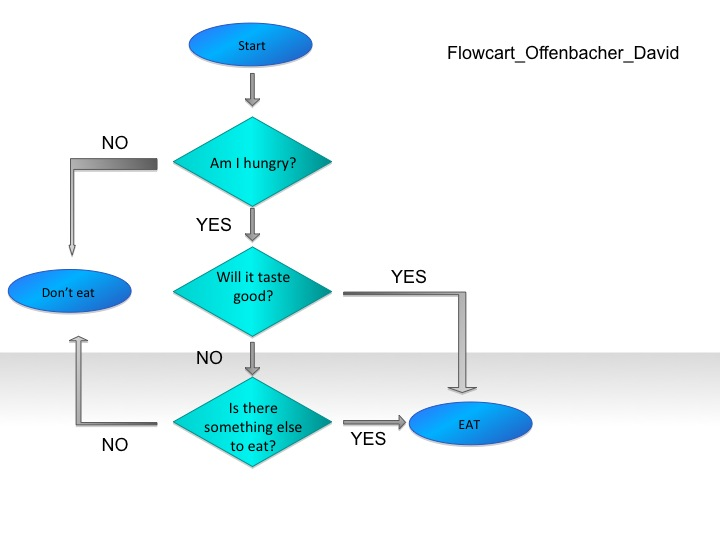 Start
Flowcart_Offenbacher_David
NO
Am I hungry?
YES
Will it taste
good?
YES
Don't eat
NO
Is there
something else
to eat?
EAT
NO
YES